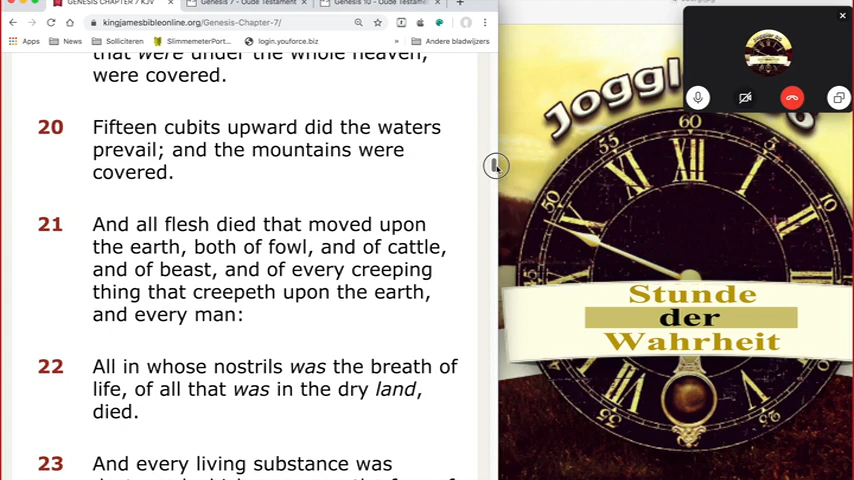 GENESIS CHAPTER 7 KJV
Genesis 7 - Oude Testament
Genesis 10 - Oude Testament
kingjamesbibleonline.org/Genesis-Chapter-7/
Apps News Solliciteren SlimmemeterPort... login.youforce.biz » Andere bladwijzers
that were under the whole heaven,
were covered.
20 Fifteen cubits upward did the waters
prevail; and the mountains were
covered.
21 And all flesh died that moved upon
the earth, both of fowl, and of cattle,
and of beast, and of every creeping
thing that creepeth upon the earth,
and every man:
22 All in whose nostrils was the breath of
life, of all that was in the dry land,
died.
23 And every living substance was
Joggl
60
55
5
50
10
XII
I
Stunde
der
Wahrheit